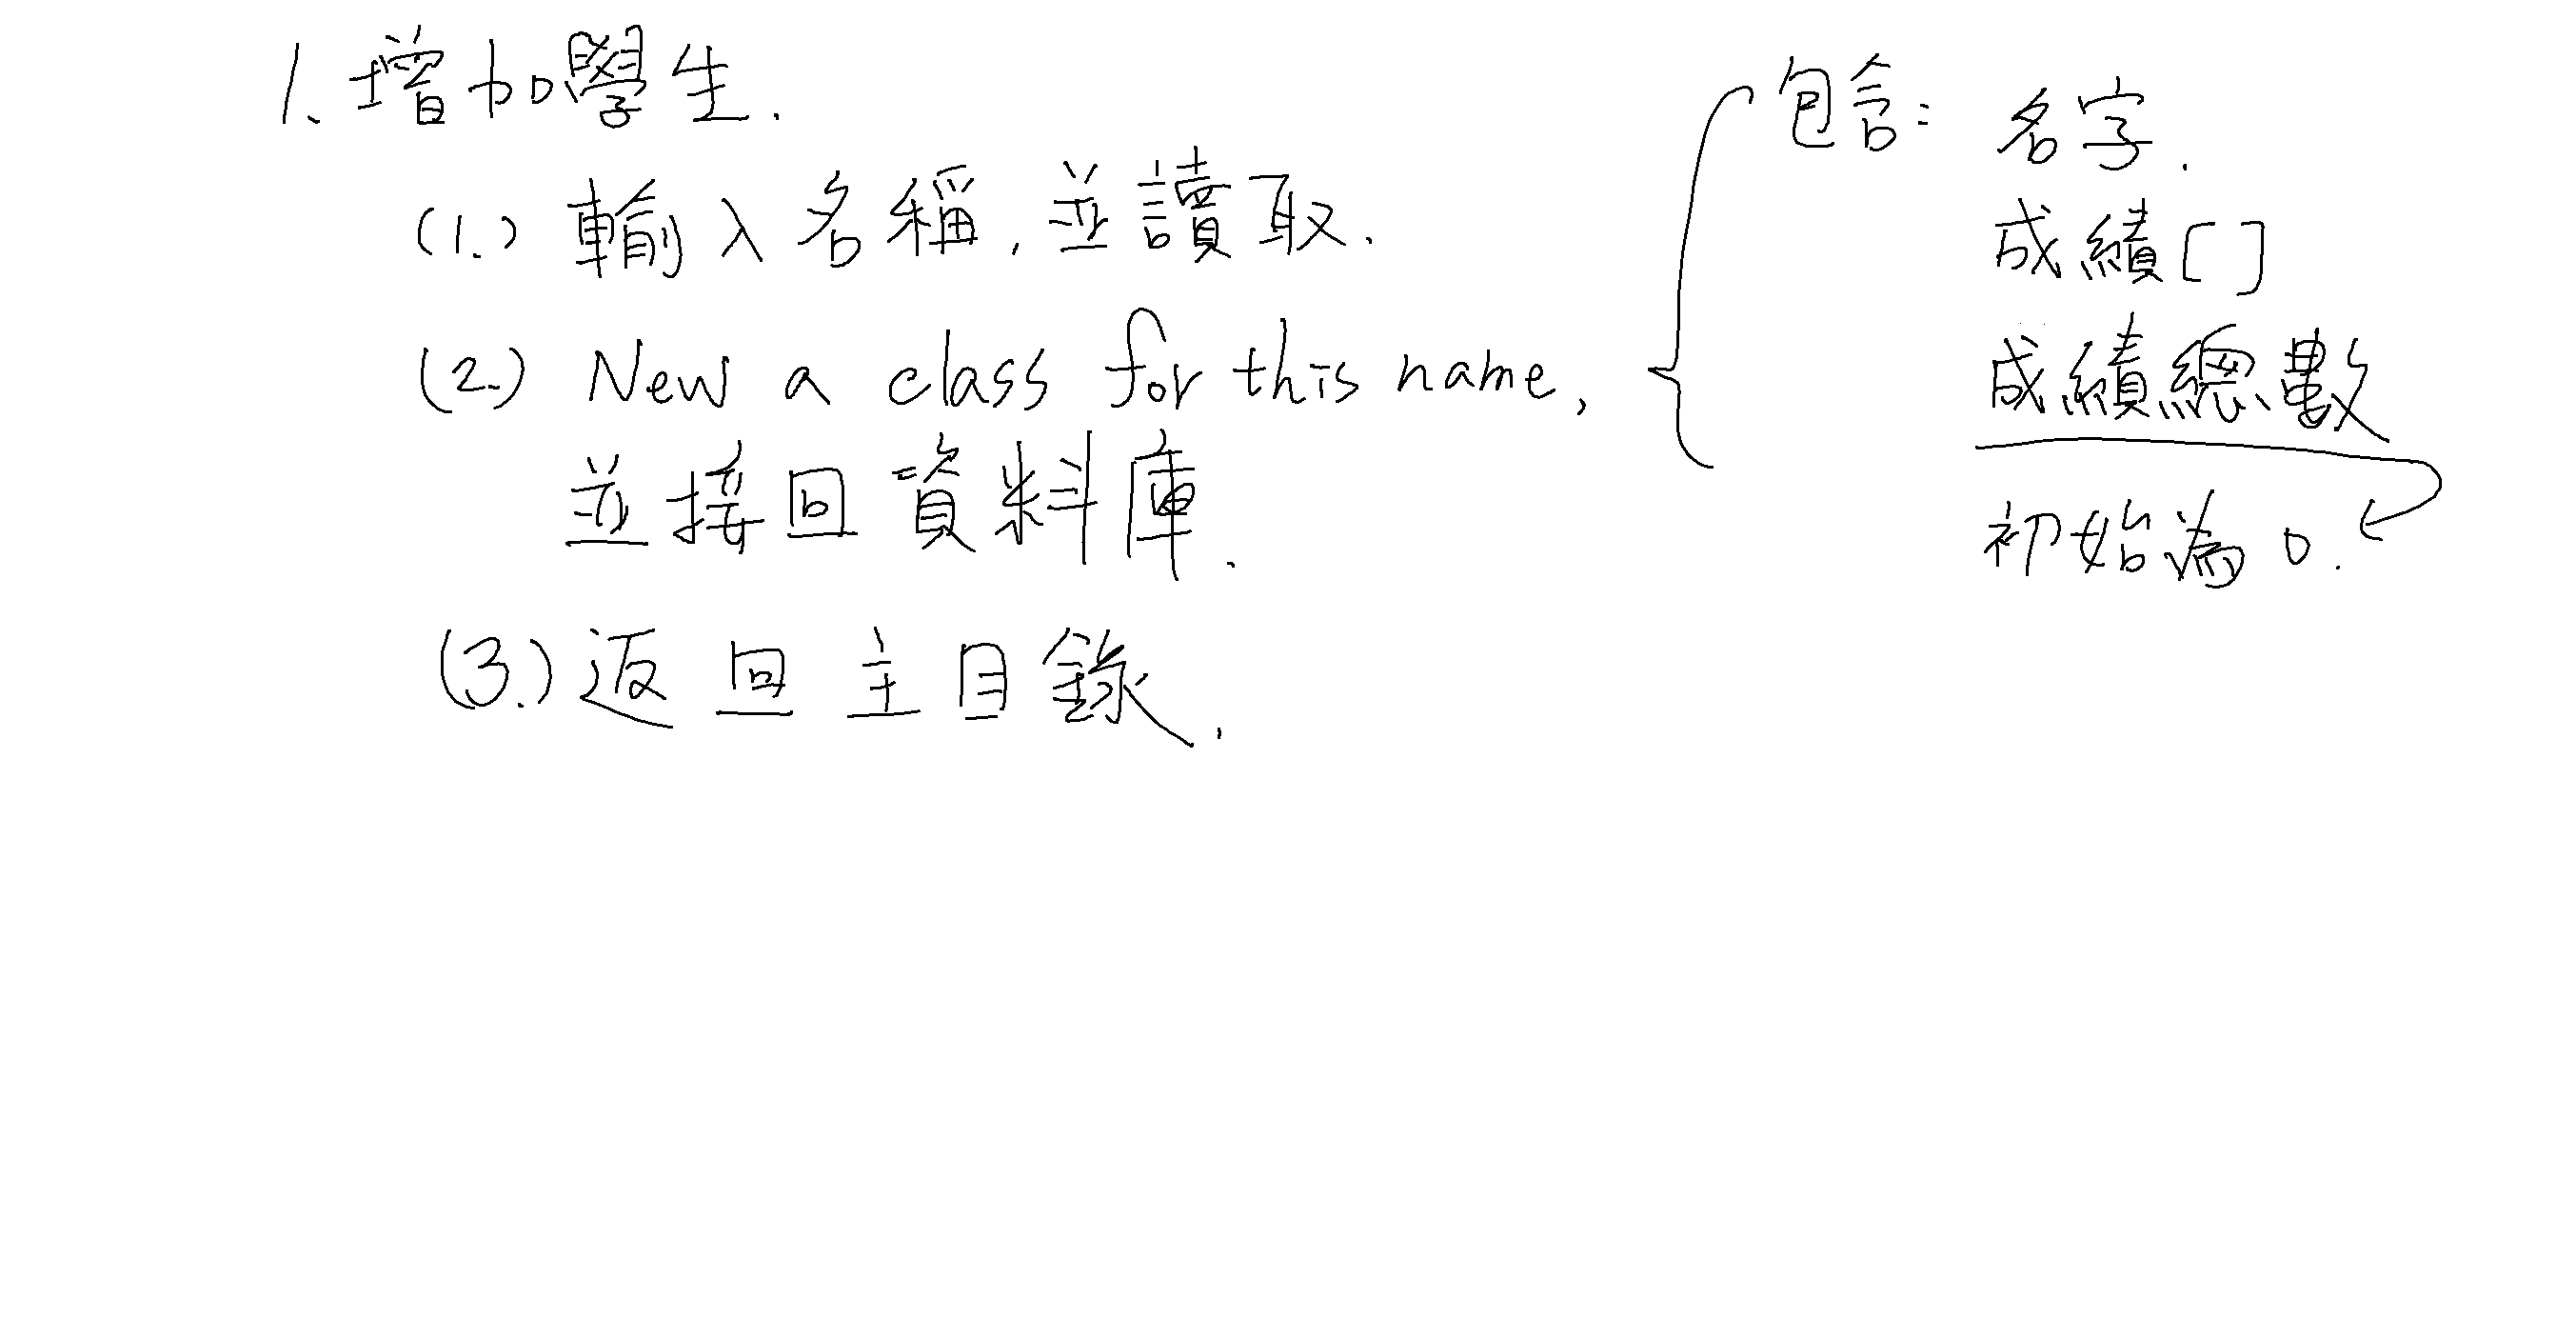 1. 增加學生.
(1.) 輸入名稱, 並讀取.
(2.) New a class for this name,
並接回資料庫.
(3.) 返回主目錄.
包含: 名字.
成績[ ]
成績總數
初始為0.